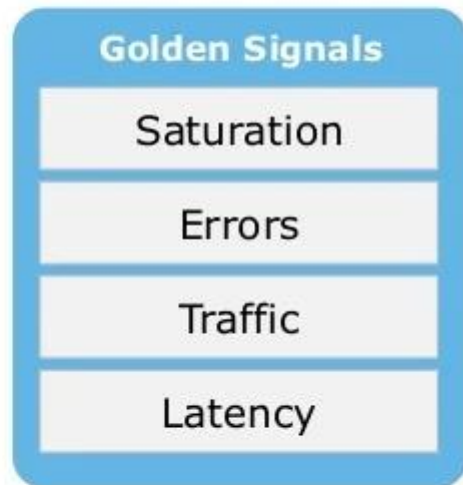 Golden Signals
Saturation
Errors
Traffic
Latency